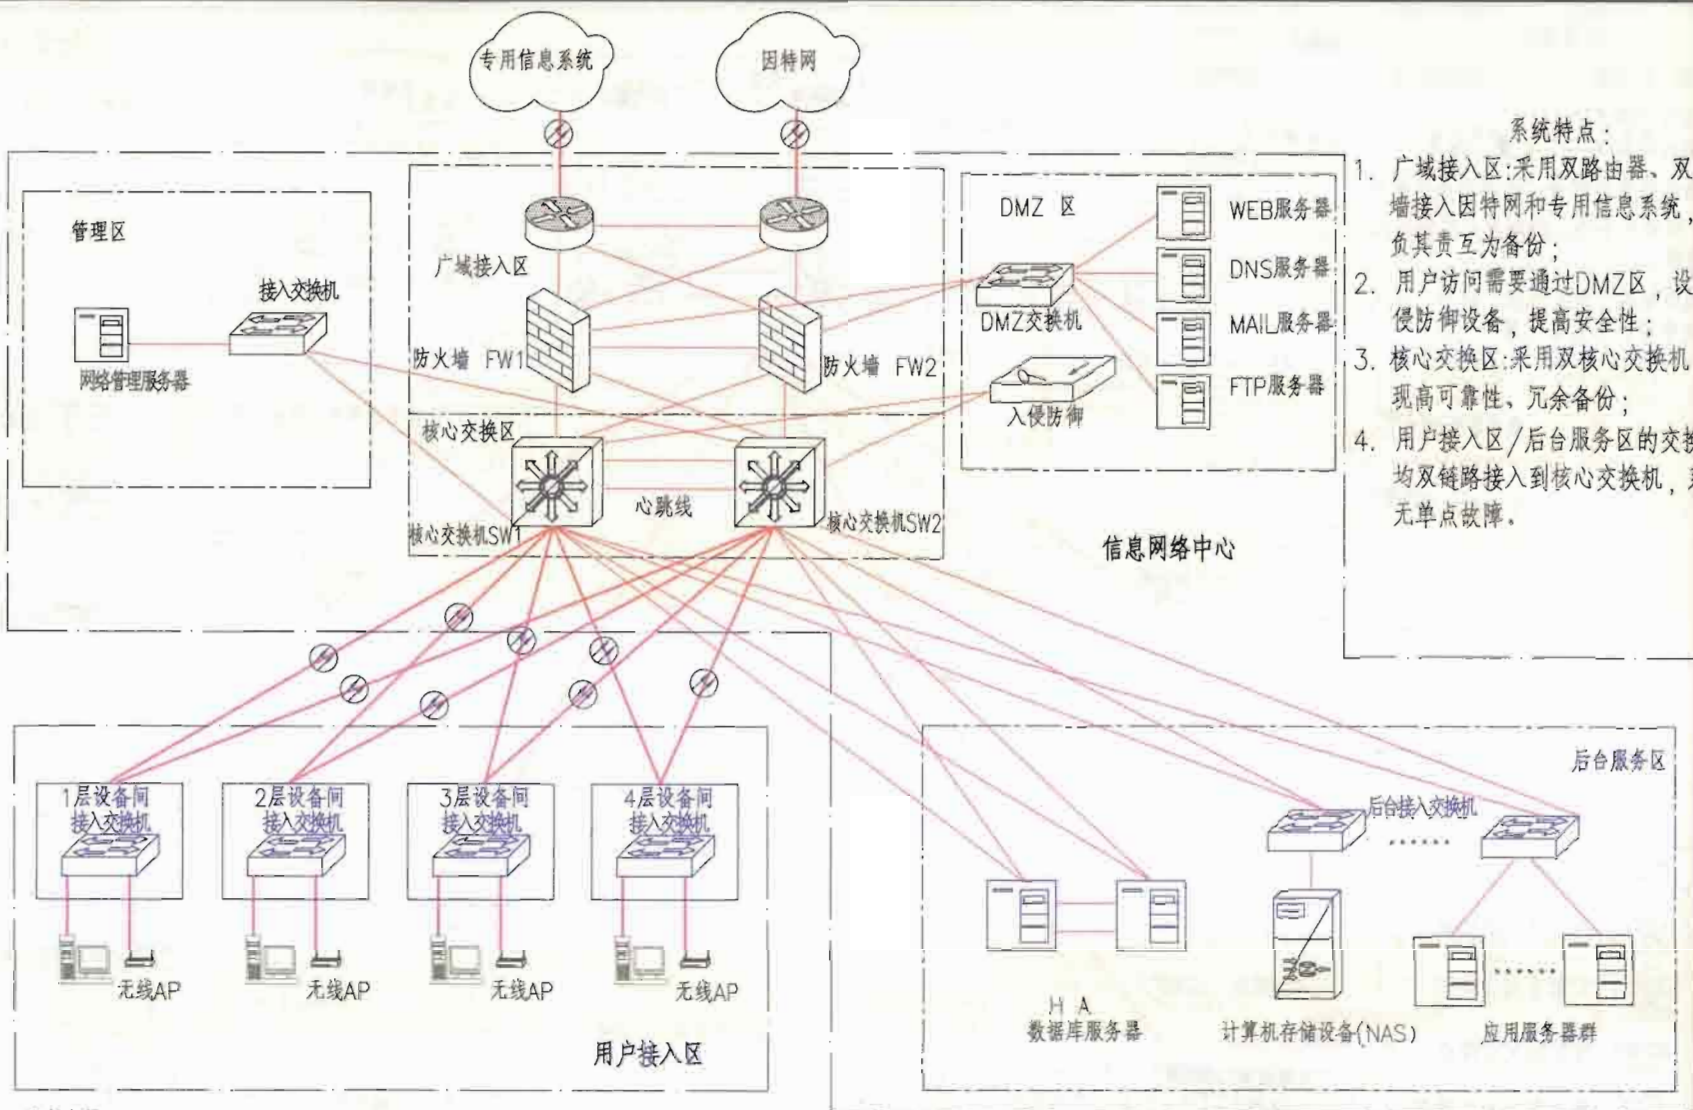 专用信息系统
因特网
管理区
接入交换机
网络管理服务器
广域接入区
防火墙 FW1
防火墙 FW2
核心交换区
心跳线
核心交换机SW1
核心交换机SW2
DMZ 区
DMZ交换机
入侵防御
WEB服务器
DNS服务器
MAIL服务器
FTP服务器
信息网络中心
系统特点:
1. 广域接入区:采用双路由器、双
墙接入因特网和专用信息系统,
负其责互为备份;
2. 用户访问需要通过DMZ区,设
侵防御设备,提高安全性;
3. 核心交换区:采用双核心交换机
现高可靠性、冗余备份;
4. 用户接入区/后台服务区的交换
均双链路接入到核心交换机,
无单点故障。
1层设备间
接入交换机
2层设备间
接入交换机
3层设备间
接入交换机
4层设备间
接入交换机
无线AP
无线AP
无线AP
无线AP
用户接入区
后台服务区
后台接入交换机
H A
数据库服务器
计算机存储设备(NAS)
应用服务器群